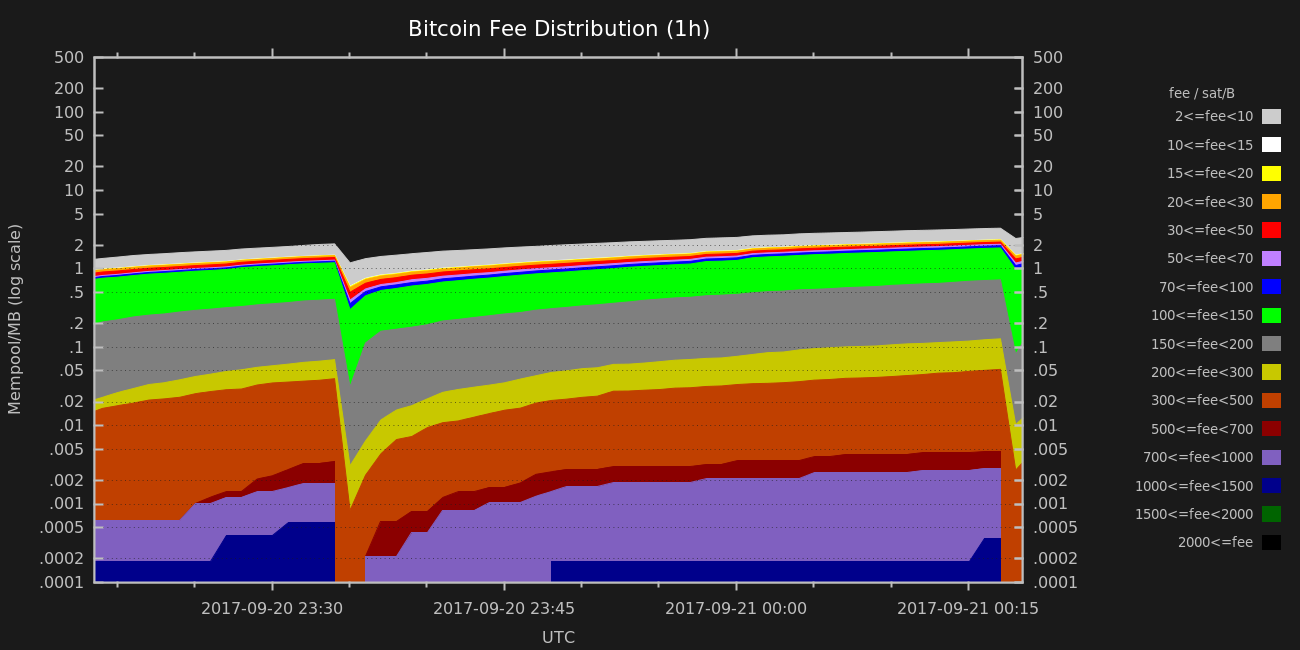 Bitcoin Fee Distribution (1h)
500
200
100
50
20
10
5
2
1
.5
.2
.1
.05
.02
.01
.005
.002
.001
.0005
.0002
.0001
Mempool/MB (log scale)
500
200
100
50
20
10
5
2
1
.5
.2
.1
.05
.02
.01
.005
.002
.001
.0005
.0002
.0001
2017-09-20 23:30
2017-09-20 23:45
2017-09-21 00:00
2017-09-21 00:15
UTC
fee / sat/B
2<=fee<10
10<=fee<15
15<=fee<20
20<=fee<30
30<=fee<50
50<=fee<70
70<=fee<100
100<=fee<150
150<=fee<200
200<=fee<300
300<=fee<500
500<=fee<700
700<=fee<1000
1000<=fee<1500
1500<=fee<2000
2000<=fee